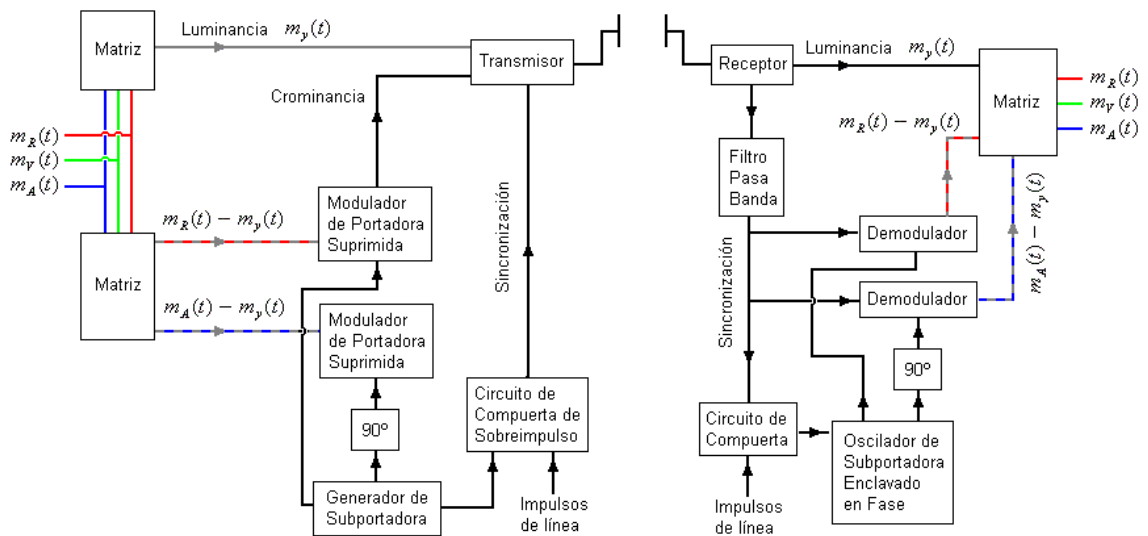 Matriz
Luminancia m_y(t)
Transmisor
Crominancia
m_R(t)
m_V(t)
m_A(t)
Matriz
m_R(t) − m_y(t)
Modulador
de Portadora
Suprimida
m_A(t) − m_y(t)
Modulador
de Portadora
Suprimida
Sincronización
90º
Circuito de
Compuerta de
Sobreimpulso
Generador de
Subportadora
Impulsos
de línea
Receptor
Luminancia m_y(t)
Matriz
m_R(t)
m_V(t)
m_A(t)
m_R(t) − m_y(t)
Filtro
Pasa
Banda
Sincronización
Demodulador
m_A(t) − m_y(t)
Demodulador
90º
Circuito de
Compuerta
Oscilador de
Subportadora
Enclavado
en Fase
Impulsos
de línea